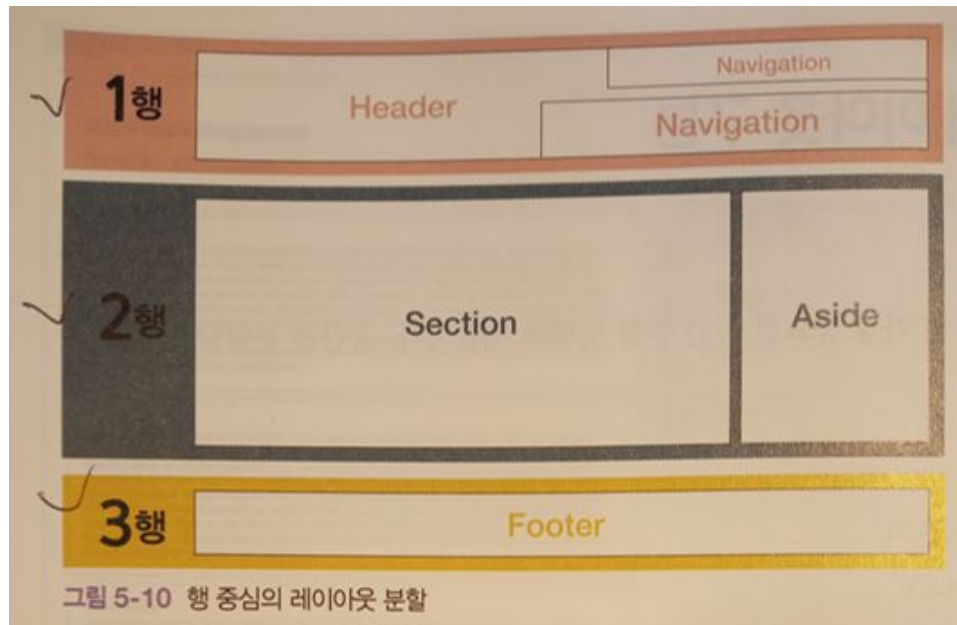 1행
Header
Navigation
Navigation
2행
Section
Aside
3행
Footer
그림 5-10 행 중심의 레이아웃 분할